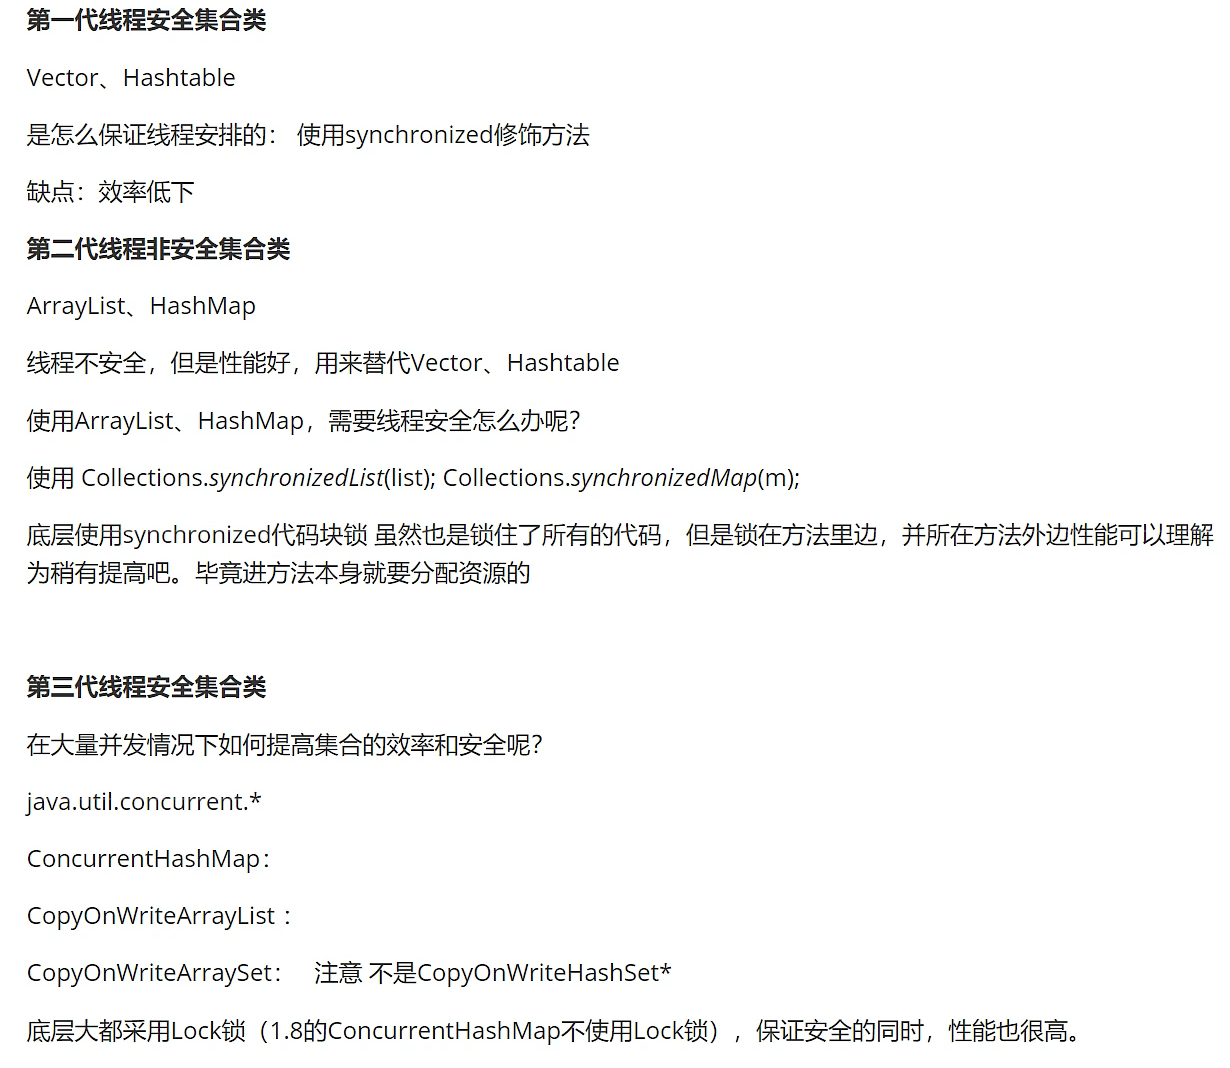 第一代线程安全集合类
Vector、Hashtable
是怎么保证线程安排的： 使用synchronized修饰方法
缺点：效率低下
第二代线程非安全集合类
ArrayList、HashMap
线程不安全，但是性能好，用来替代Vector、Hashtable
使用ArrayList、HashMap，需要线程安全怎么办呢？
使用 Collections.synchronizedList(list); Collections.synchronizedMap(m);
底层使用synchronized代码块锁 虽然也是锁住了所有的代码，但是锁在方法里边，并所在方法外边性能可以理解
为稍有提高吧。毕竟进方法本身就要分配资源的
第三代线程安全集合类
在大量并发情况下如何提高集合的效率和安全呢？
java.util.concurrent.*
ConcurrentHashMap：
CopyOnWriteArrayList ：
CopyOnWriteArraySet： 注意 不是CopyOnWriteHashSet*
底层大都采用Lock锁（1.8的ConcurrentHashMap不使用Lock锁），保证安全的同时，性能也很高。